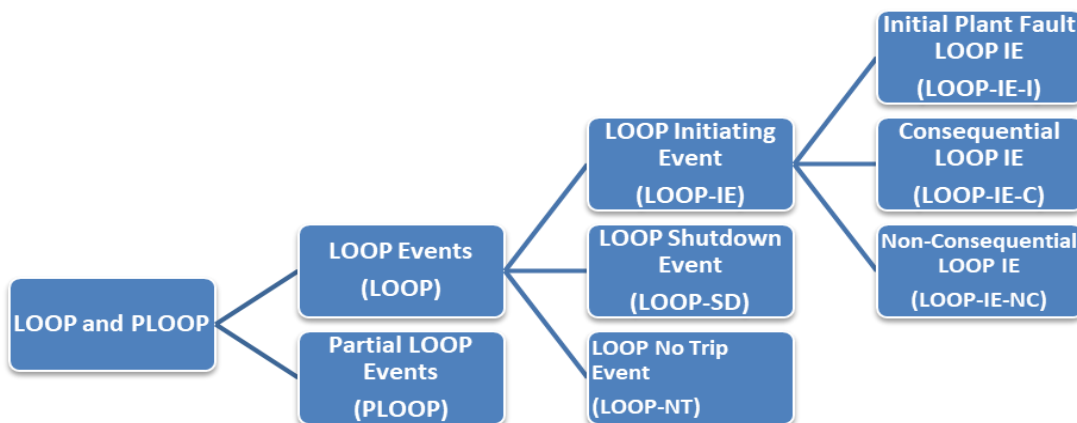 LOOP and PLOOP
LOOP Events
(LOOP)
Partial LOOP
Events
(PLOOP)
LOOP Initiating
Event
(LOOP-IE)
LOOP Shutdown
Event
(LOOP-SD)
LOOP No Trip
Event
(LOOP-NT)
Initial Plant Fault
LOOP IE
(LOOP-IE-I)
Consequential
LOOP IE
(LOOP-IE-C)
Non-Consequential
LOOP IE
(LOOP-IE-NC)